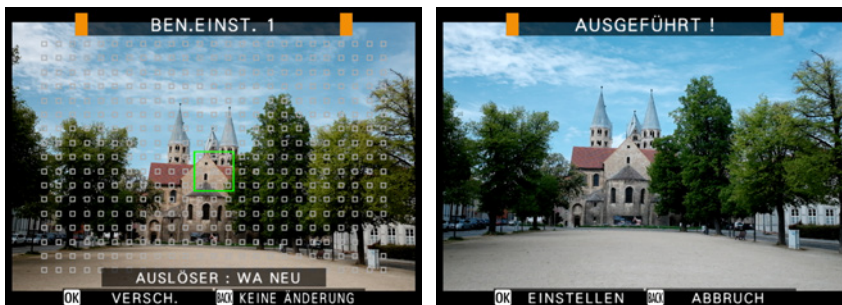 BEN.EINST. 1
AUSLÖSER : WA NEU
OK VERSCH. BACK KEINE ÄNDERUNG
AUSGEFÜHRT !
OK EINSTELLEN BACK ABBRUCH